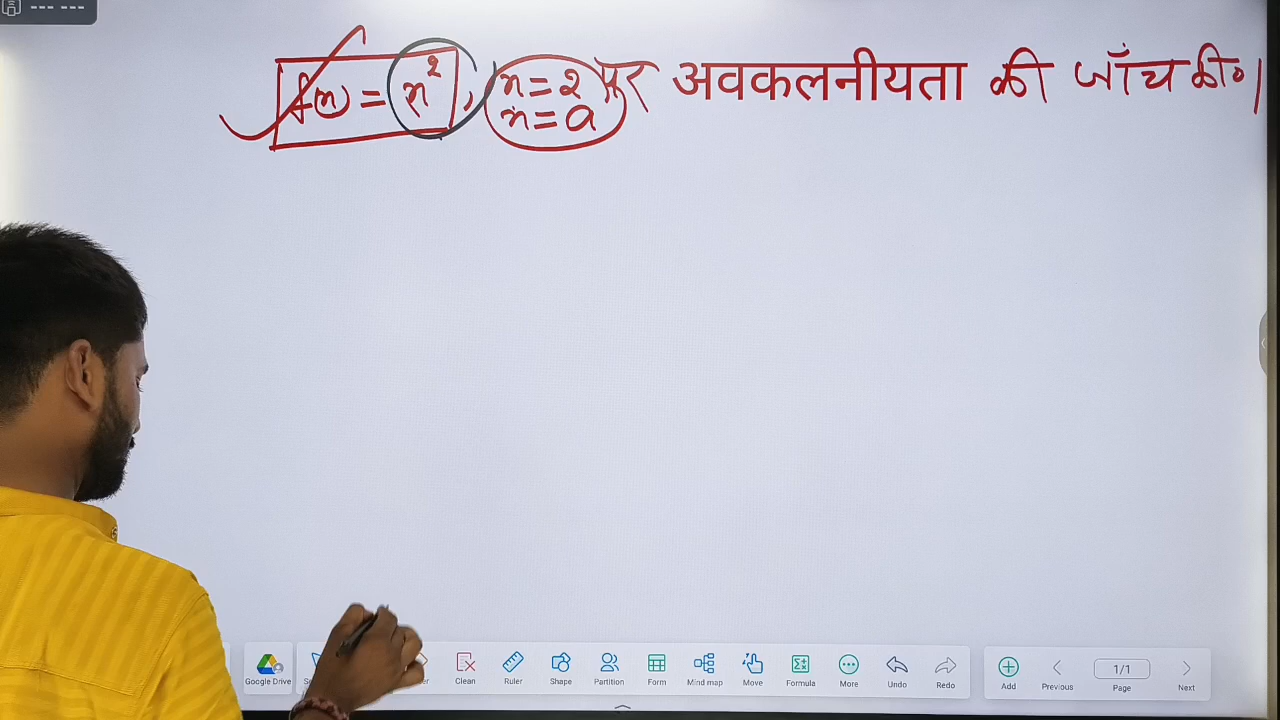 --- ---
f(x) = x², x=2 पर अवकलनीयता की जाँच की०।
x=a
Google Drive Clean Ruler Shape Partition Form Mind map Move Formula More Undo Redo Add Previous 1/1 Page Next